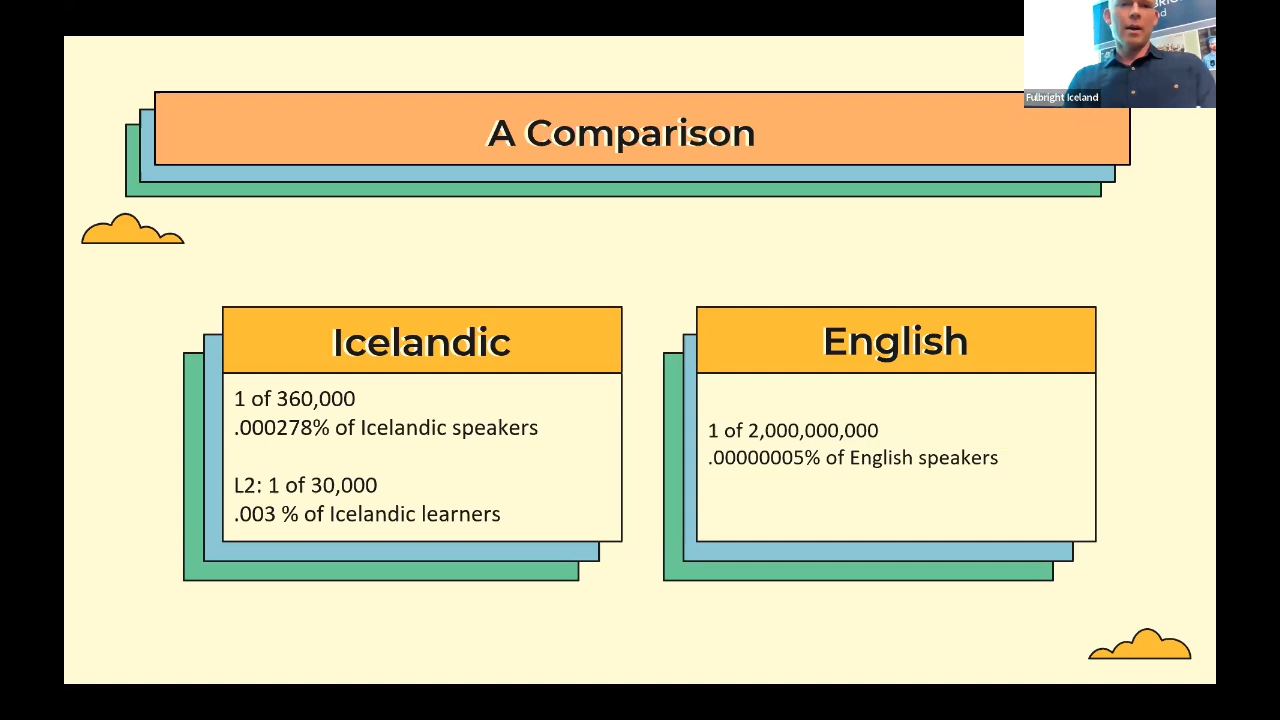 A Comparison
Fulbright Iceland
Icelandic
1 of 360,000
.000278% of Icelandic speakers
L2: 1 of 30,000
.003 % of Icelandic learners
English
1 of 2,000,000,000
.00000005% of English speakers